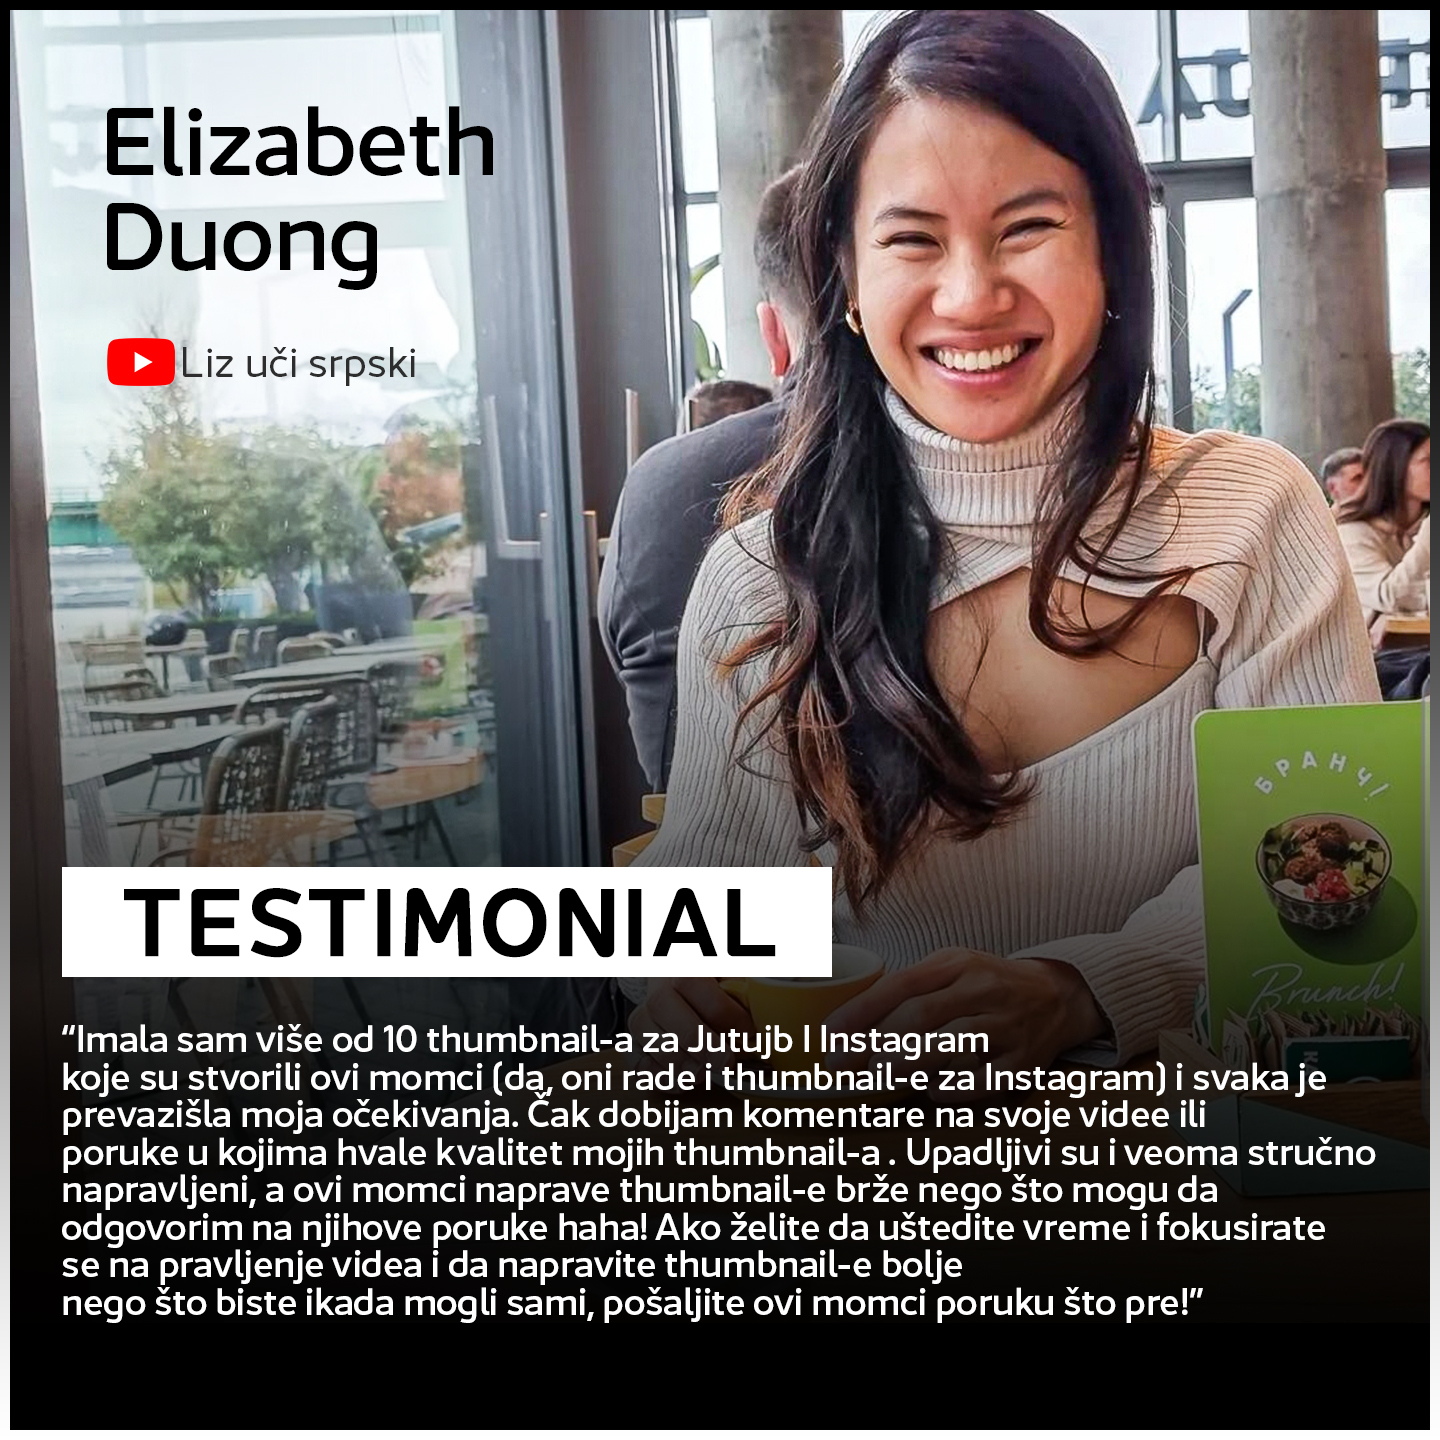 Elizabeth
Duong
Liz uči srpski
БРАНЧ!
Brunch!
TESTIMONIAL
“Imala sam više od 10 thumbnail-a za Jutujb I Instagram
koje su stvorili ovi momci (da, oni rade i thumbnail-e za Instagram) i svaka je
prevazišla moja očekivanja. Čak dobijam komentare na svoje videe ili
poruke u kojima hvale kvalitet mojih thumbnail-a . Upadljivi su i veoma stručno
napravljeni, a ovi momci naprave thumbnail-e brže nego što mogu da
odgovorim na njihove poruke haha! Ako želite da uštedite vreme i fokusirate
se na pravljenje videa i da napravite thumbnail-e bolje
nego što biste ikada mogli sami, pošaljite ovi momci poruku što pre!”